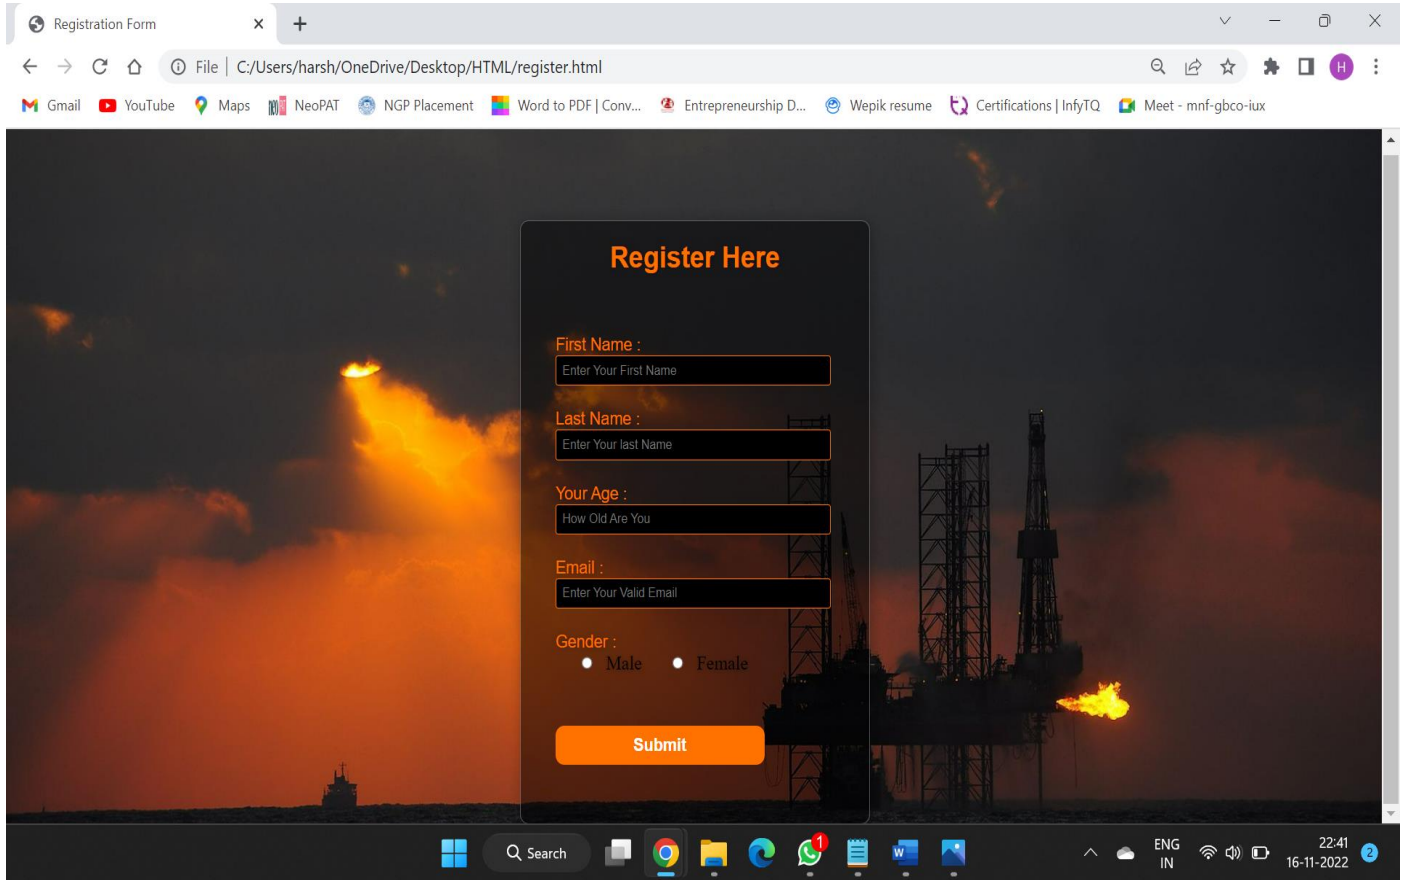 Registration Form
File | C:/Users/harsh/OneDrive/Desktop/HTML/register.html
H
Gmail YouTube Maps NeoPAT NGP Placement Word to PDF | Conv... Entrepreneurship D... Wepik resume Certifications | InfyTQ Meet - mnf-gbco-iux
Register Here
First Name :
Enter Your First Name
Last Name :
Enter Your last Name
Your Age :
How Old Are You
Email :
Enter Your Valid Email
Gender :
Male Female
Submit
Search
1
ENG
IN
22:41
16-11-2022
2